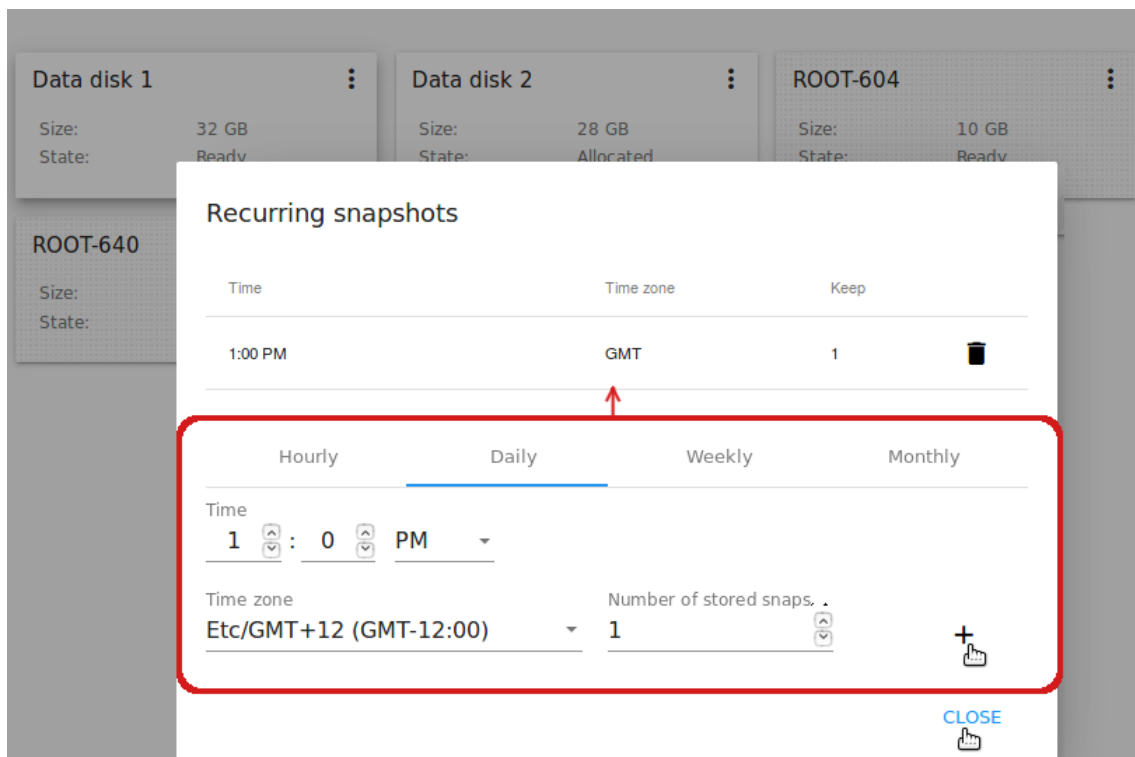 Data disk 1 Data disk 2 ROOT-604
Size: 32 GB Size: 28 GB Size: 10 GB
State: Ready State: Allocated State: Ready
ROOT-640
Size:
State:
Recurring snapshots
Time Time zone Keep
1:00 PM GMT 1
Hourly Daily Weekly Monthly
Time
1 : 0 PM
Time zone Number of stored snaps
Etc/GMT+12 (GMT-12:00) 1
+
CLOSE